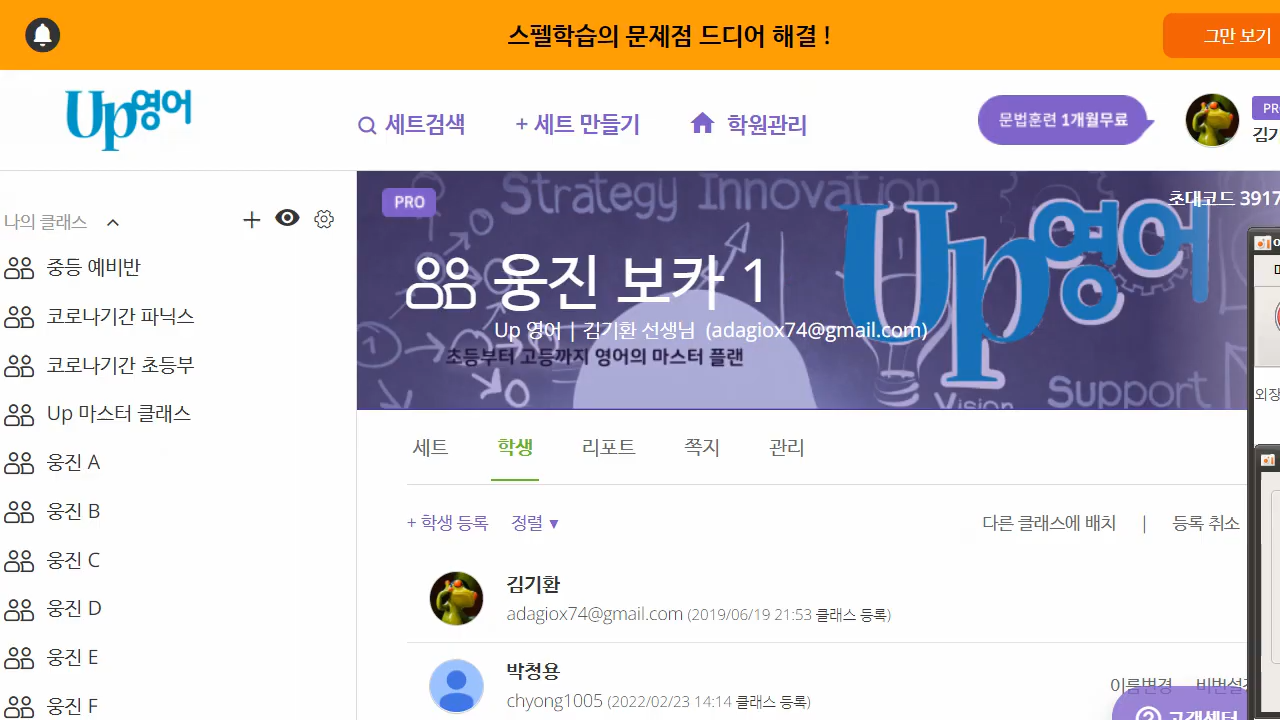 스펠학습의 문제점 드디어 해결 !
그만 보기
Up영어
세트검색
+ 세트 만들기
학원관리
문법훈련 1개월무료
나의 클래스
중등 예비반
코로나기간 파닉스
코로나기간 초등부
Up 마스터 클래스
웅진 A
웅진 B
웅진 C
웅진 D
웅진 E
웅진 F
PRO
Strategy Innovation
초대코드 3917
Up영어
웅진 보카 1
Up 영어 | 김기환 선생님 (adagiox74@gmail.com)
초등부터 고등까지 영어의 마스터 플랜
Support
Vision
세트
학생
리포트
쪽지
관리
+ 학생 등록
정렬 ▼
다른 클래스에 배치 | 등록 취소
김기환
adagiox74@gmail.com (2019/06/19 21:53 클래스 등록)
박청용
chyong1005 (2022/02/23 14:14 클래스 등록)
이름변경
고객센터